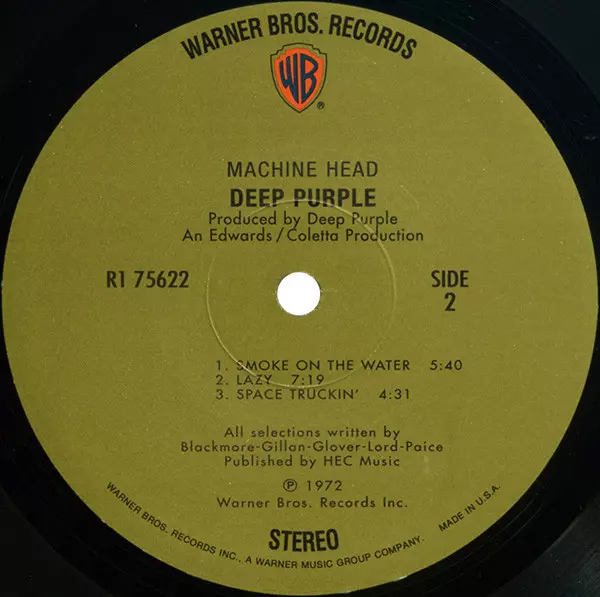 WARNER BROS. RECORDS
WB
®
MACHINE HEAD
DEEP PURPLE
Produced by Deep Purple
An Edwards/Coletta Production
R1 75622
SIDE
2
1. SMOKE ON THE WATER 5:40
2. LAZY 7:19
3. SPACE TRUCKIN' 4:31
All selections written by
Blackmore-Gillan-Glover-Lord-Paice
Published by HEC Music
℗ 1972
Warner Bros. Records Inc.
STEREO
WARNER BROS. RECORDS INC., A WARNER MUSIC GROUP COMPANY. MADE IN U.S.A.